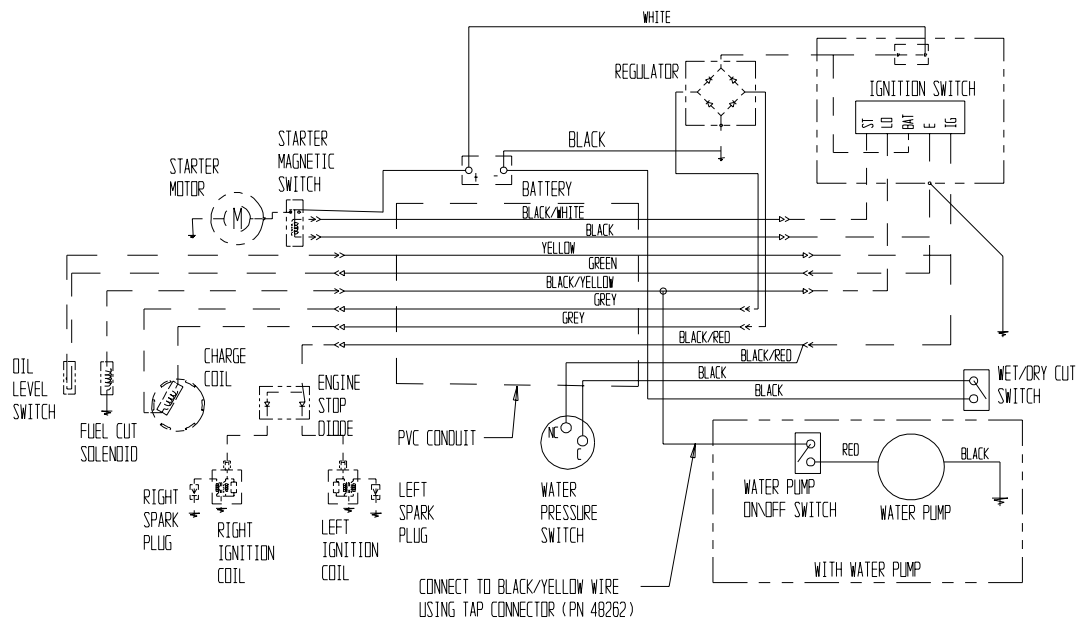 WHITE
REGULATOR
IGNITION SWITCH
ST
LO
BAT
E
IG
STARTER
MAGNETIC
SWITCH
STARTER
MOTOR
M
BLACK
+ -
BATTERY
BLACK/WHITE
BLACK
YELLOW
GREEN
BLACK/YELLOW
GREY
GREY
BLACK/RED
BLACK/RED
BLACK
BLACK
OIL
LEVEL
SWITCH
FUEL CUT
SOLENOID
CHARGE
COIL
ENGINE
STOP
DIODE
PVC CONDUIT
NC
C
WATER
PRESSURE
SWITCH
WET/DRY CUT
SWITCH
RED
BLACK
WATER PUMP
ON\OFF SWITCH
WATER PUMP
WITH WATER PUMP
RIGHT
SPARK
PLUG
RIGHT
IGNITION
COIL
LEFT
IGNITION
COIL
LEFT
SPARK
PLUG
CONNECT TO BLACK/YELLOW WIRE
USING TAP CONNECTOR (PN 48262)